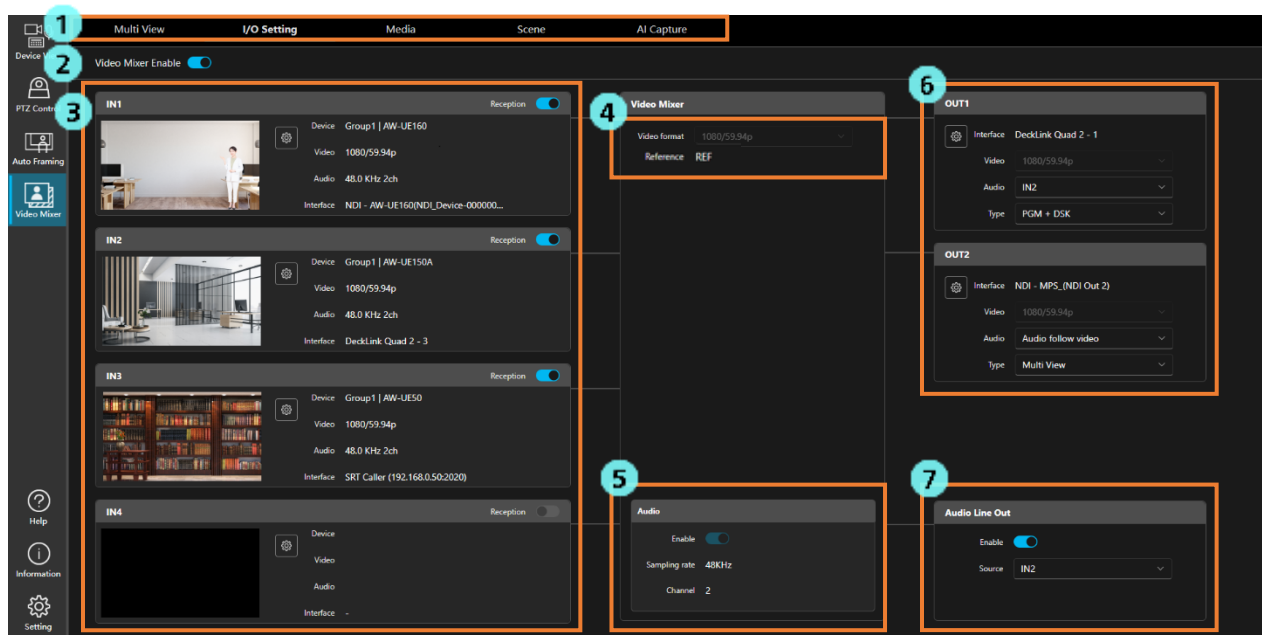 1
Multi View
I/O Setting
Media
Scene
AI Capture
2
Video Mixer Enable
Device
PTZ Control
Auto Framing
Video Mixer
Help
Information
Setting
3
IN1
Reception
Device Group1 | AW-UE160
Video 1080/59.94p
Audio 48.0 KHz 2ch
Interface NDI - AW-UE160(NDI_Device-000000...
IN2
Reception
Device Group1 | AW-UE150A
Video 1080/59.94p
Audio 48.0 KHz 2ch
Interface DeckLink Quad 2 - 3
IN3
Reception
Device Group1 | AW-UE50
Video 1080/59.94p
Audio 48.0 KHz 2ch
Interface SRT Caller (192.168.0.50:2020)
IN4
Reception
Device
Video
Audio
Interface -
Video Mixer
4
Video format 1080/59.94p
Reference REF
5
Audio
Enable
Sampling rate 48KHz
Channel 2
6
OUT1
Interface DeckLink Quad 2 - 1
Video 1080/59.94p
Audio IN2
Type PGM + DSK
OUT2
Interface NDI - MPS_(NDI Out 2)
Video 1080/59.94p
Audio Audio follow video
Type Multi View
7
Audio Line Out
Enable
Source IN2